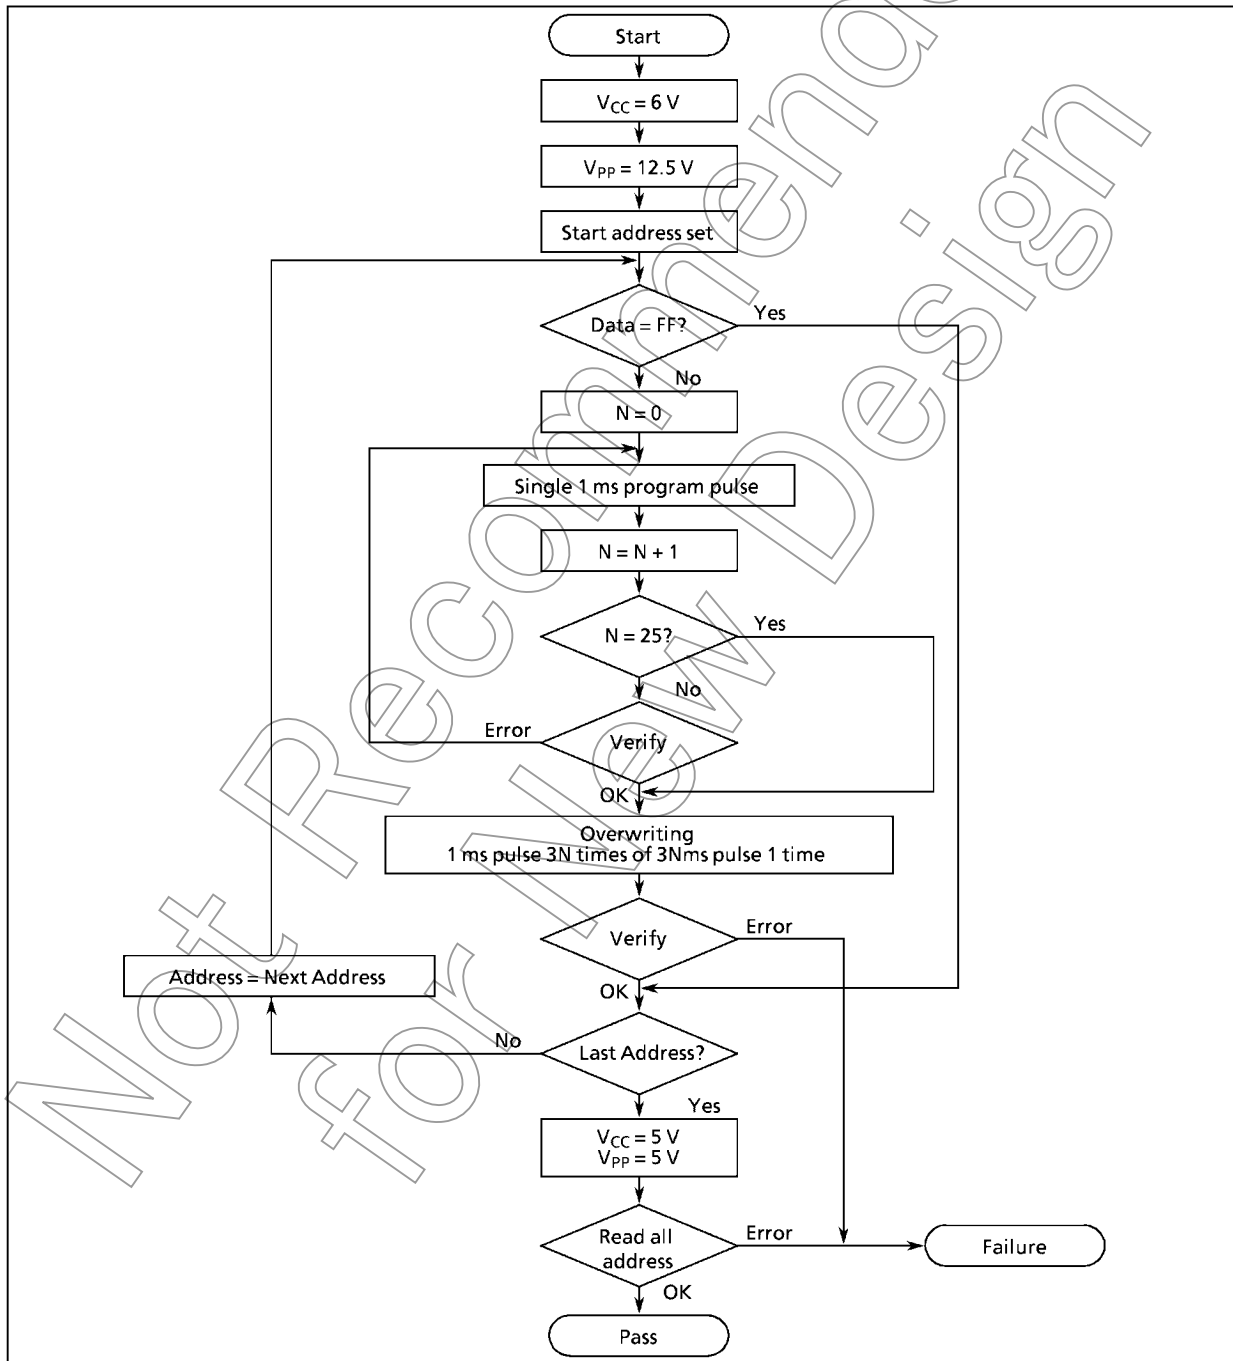 Start
VCC = 6 V
VPP = 12.5 V
Start address set
Data = FF?
Yes
No
N = 0
Single 1 ms program pulse
N = N + 1
N = 25?
Yes
No
Error
Verify
OK
Overwriting
1 ms pulse 3N times of 3Nms pulse 1 time
Verify
Error
Address = Next Address
OK
No
Last Address?
Yes
VCC = 5 V
VPP = 5 V
Read all
address
Error
Failure
OK
Pass
Not Recommended
for New Design